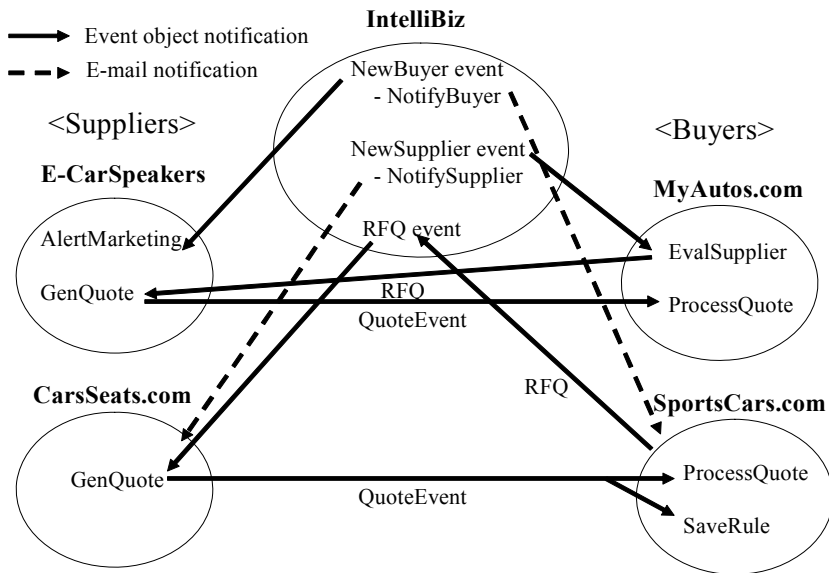 IntelliBiz
Event object notification
E-mail notification
NewBuyer event
- NotifyBuyer
<Suppliers>
<Buyers>
NewSupplier event
- NotifySupplier
E-CarSpeakers
MyAutos.com
AlertMarketing
RFQ event
EvalSupplier
GenQuote
RFQ
ProcessQuote
QuoteEvent
RFQ
CarsSeats.com
SportsCars.com
GenQuote
ProcessQuote
QuoteEvent
SaveRule